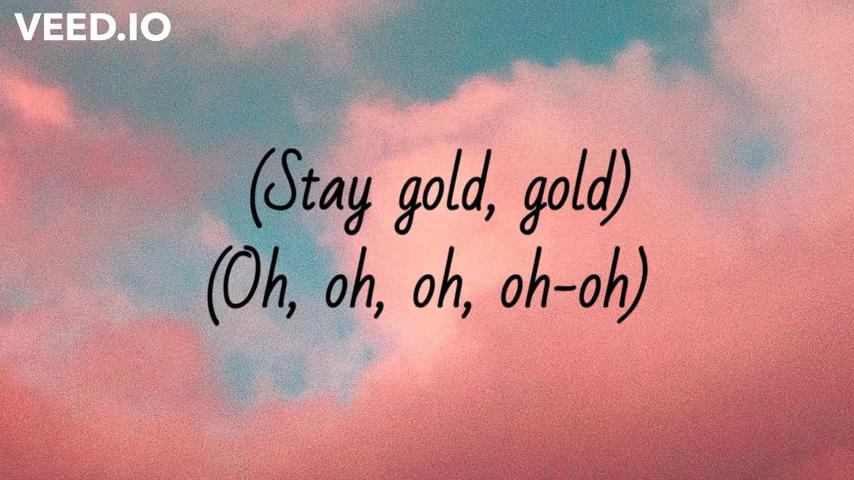 VEED.IO
(Stay gold, gold)
(Oh, oh, oh, oh-oh)